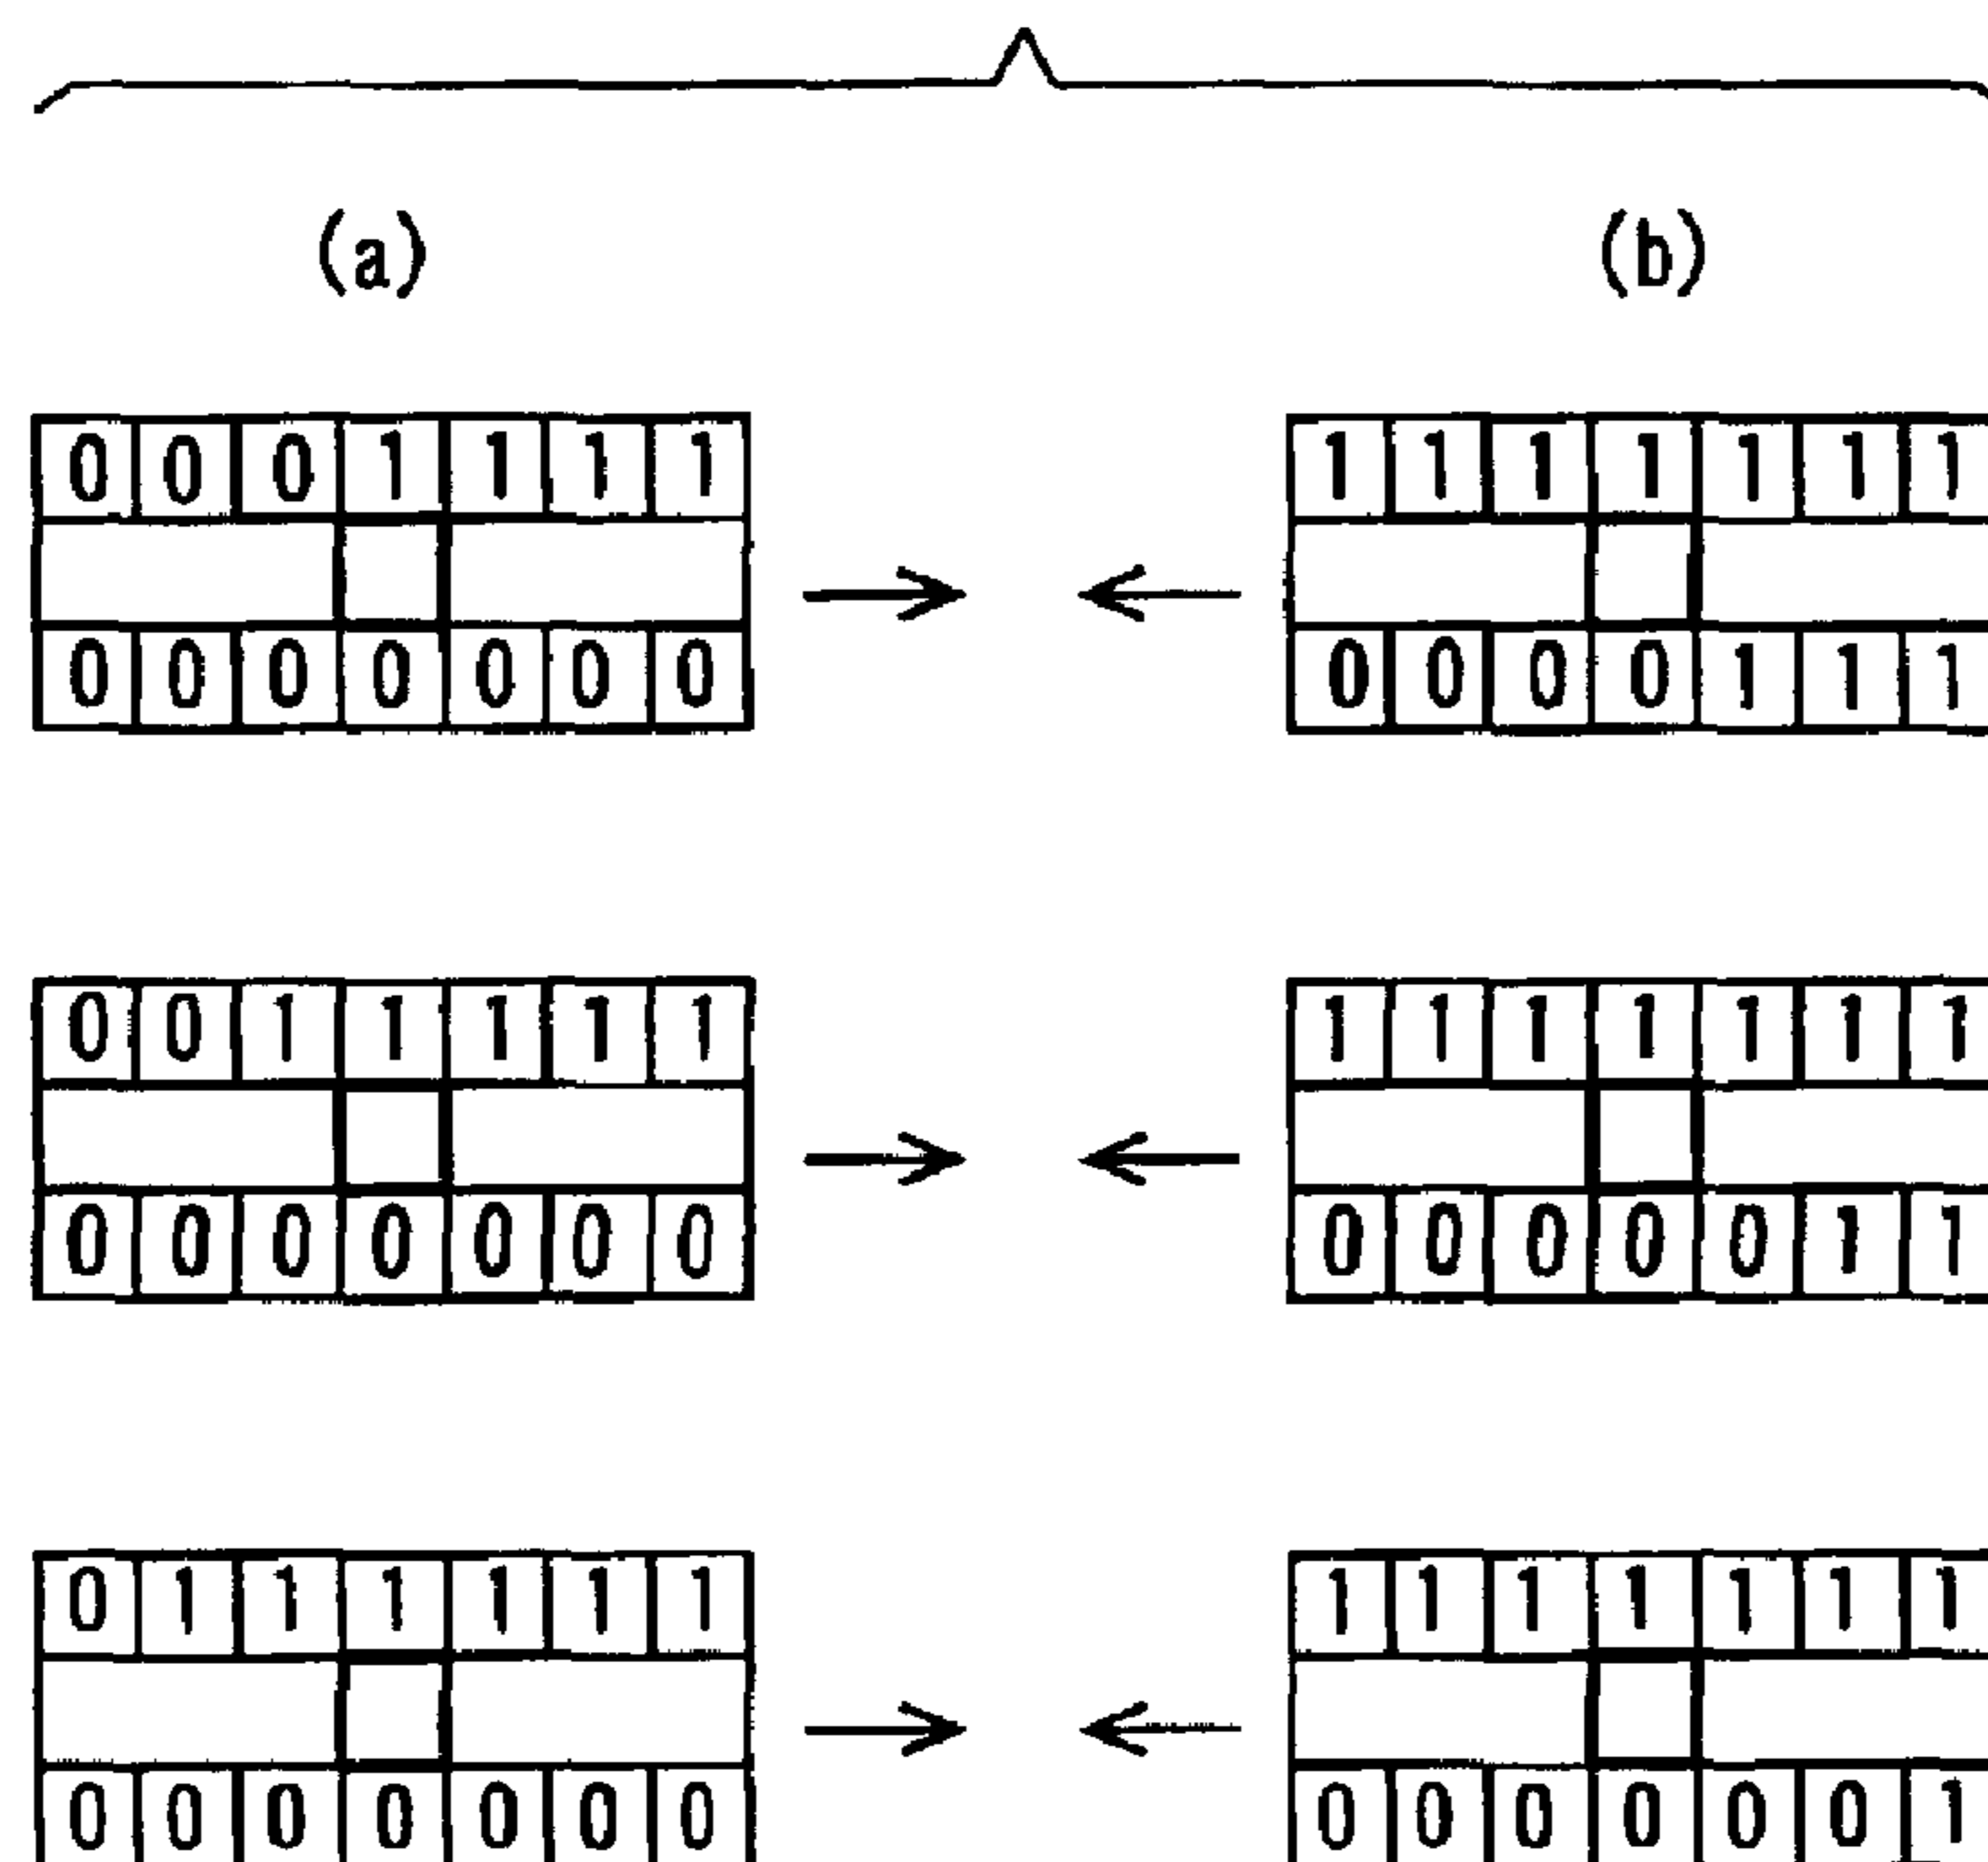 (a) (b)
0 0 0 1 1 1 1 1 1 1 1 1 1 1
0 0 0 0 0 0 0 0 0 0 0 1 1 1
0 0 1 1 1 1 1 1 1 1 1 1 1 1
0 0 0 0 0 0 0 0 0 0 0 0 1 1
0 1 1 1 1 1 1 1 1 1 1 1 1 1
0 0 0 0 0 0 0 0 0 0 0 0 0 1